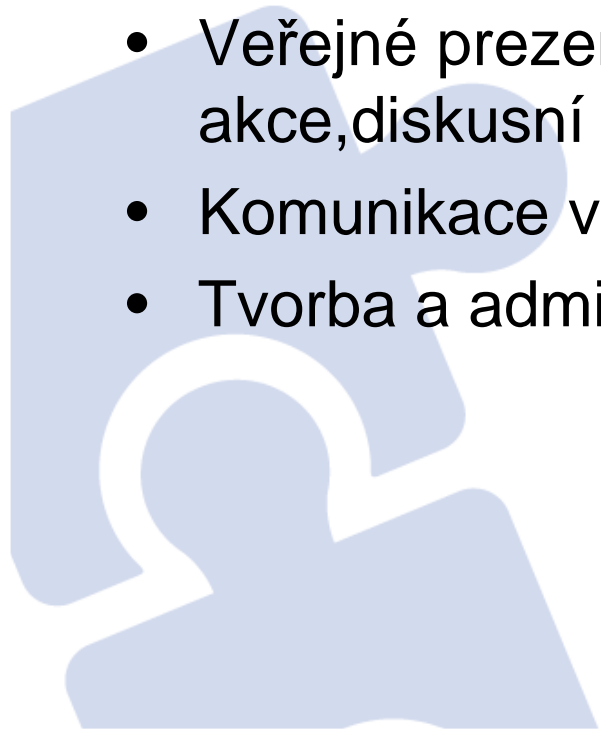 • Veřejné prezen
akce,diskusní
• Komunikace v
• Tvorba a admi